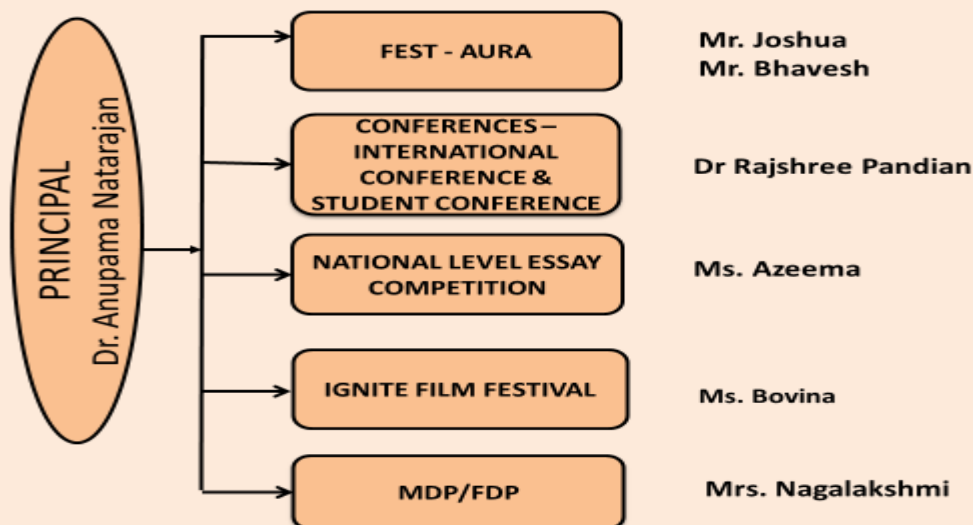 PRINCIPAL
Dr. Anupama Natarajan
FEST - AURA
Mr. Joshua
Mr. Bhavesh
CONFERENCES –
INTERNATIONAL
CONFERENCE &
STUDENT CONFERENCE
Dr Rajshree Pandian
NATIONAL LEVEL ESSAY
COMPETITION
Ms. Azeema
IGNITE FILM FESTIVAL
Ms. Bovina
MDP/FDP
Mrs. Nagalakshmi